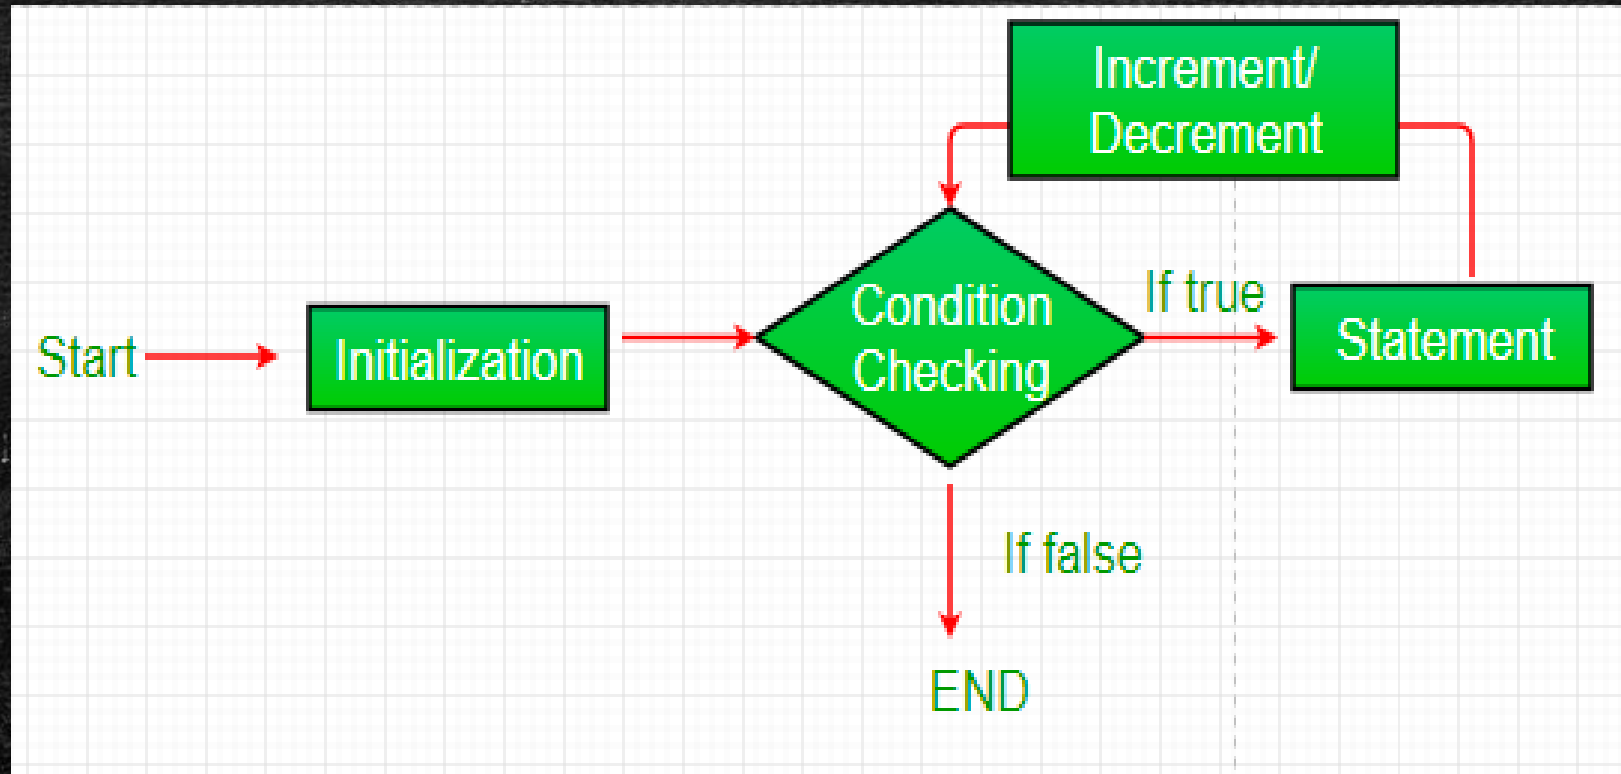 Increment/
Decrement
If true
Condition
Checking
Statement
Start
Initialization
If false
END